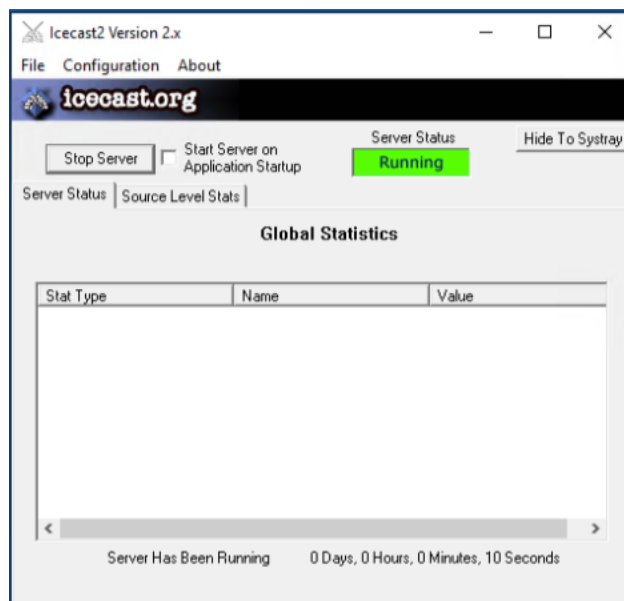 Icecast2 Version 2.x
File Configuration About
icecast.org
Stop Server
Start Server on
Application Startup
Server Status
Running
Hide To Systray
Server Status Source Level Stats
Global Statistics
Stat Type Name Value
Server Has Been Running 0 Days, 0 Hours, 0 Minutes, 10 Seconds